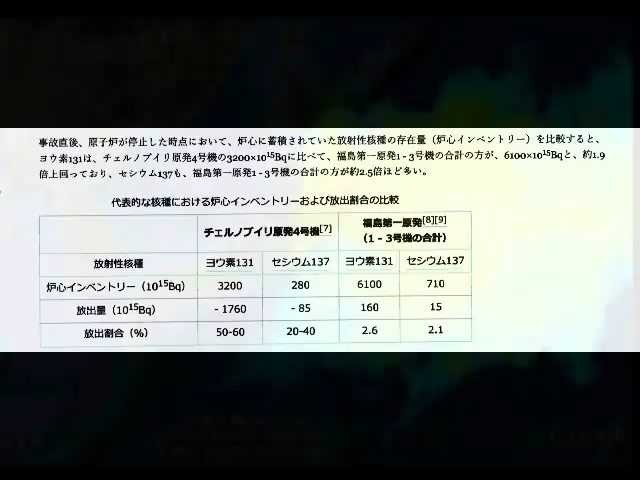 事故直後、原子炉が停止した時点において、炉心に蓄積されていた放射性核種の存在量（炉心インベントリー）を比較すると、
ヨウ素131は、チェルノブイリ原発4号機の3200×10¹⁵Bqに比べて、福島第一原発1 - 3号機の合計の方が、6100×10¹⁵Bqと、約1.9
倍上回っており、セシウム137も、福島第一原発1 - 3号機の合計の方が約2.5倍ほど多い。
代表的な核種における炉心インベントリーおよび放出割合の比較
チェルノブイリ原発4号機[7] 福島第一原発[8][9]
（1 - 3号機の合計）
放射性核種 ヨウ素131 セシウム137 ヨウ素131 セシウム137
炉心インベントリー（10¹⁵Bq） 3200 280 6100 710
放出量（10¹⁵Bq） - 1760 - 85 160 15
放出割合（%） 50-60 20-40 2.6 2.1